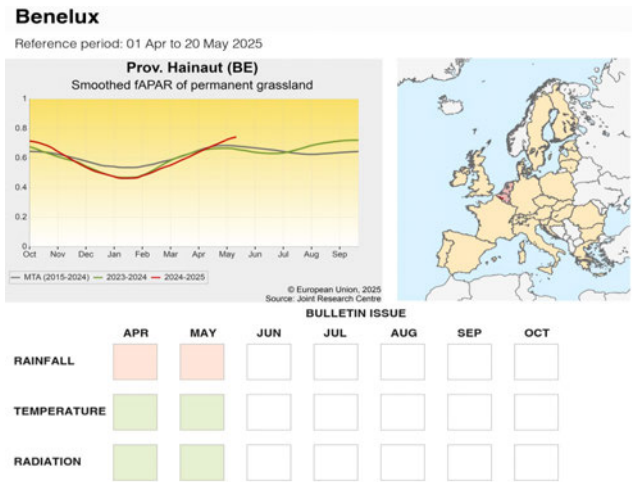 Benelux
Reference period: 01 Apr to 20 May 2025
Prov. Hainaut (BE)
Smoothed fAPAR of permanent grassland
1
0.8
0.6
0.4
0.2
0
Oct Nov Dec Jan Feb Mar Apr May Jun Jul Aug Sep
MTA (2015-2024) 2023-2024 2024-2025
© European Union, 2025
Source: Joint Research Centre
BULLETIN ISSUE
APR MAY JUN JUL AUG SEP OCT
RAINFALL
TEMPERATURE
RADIATION